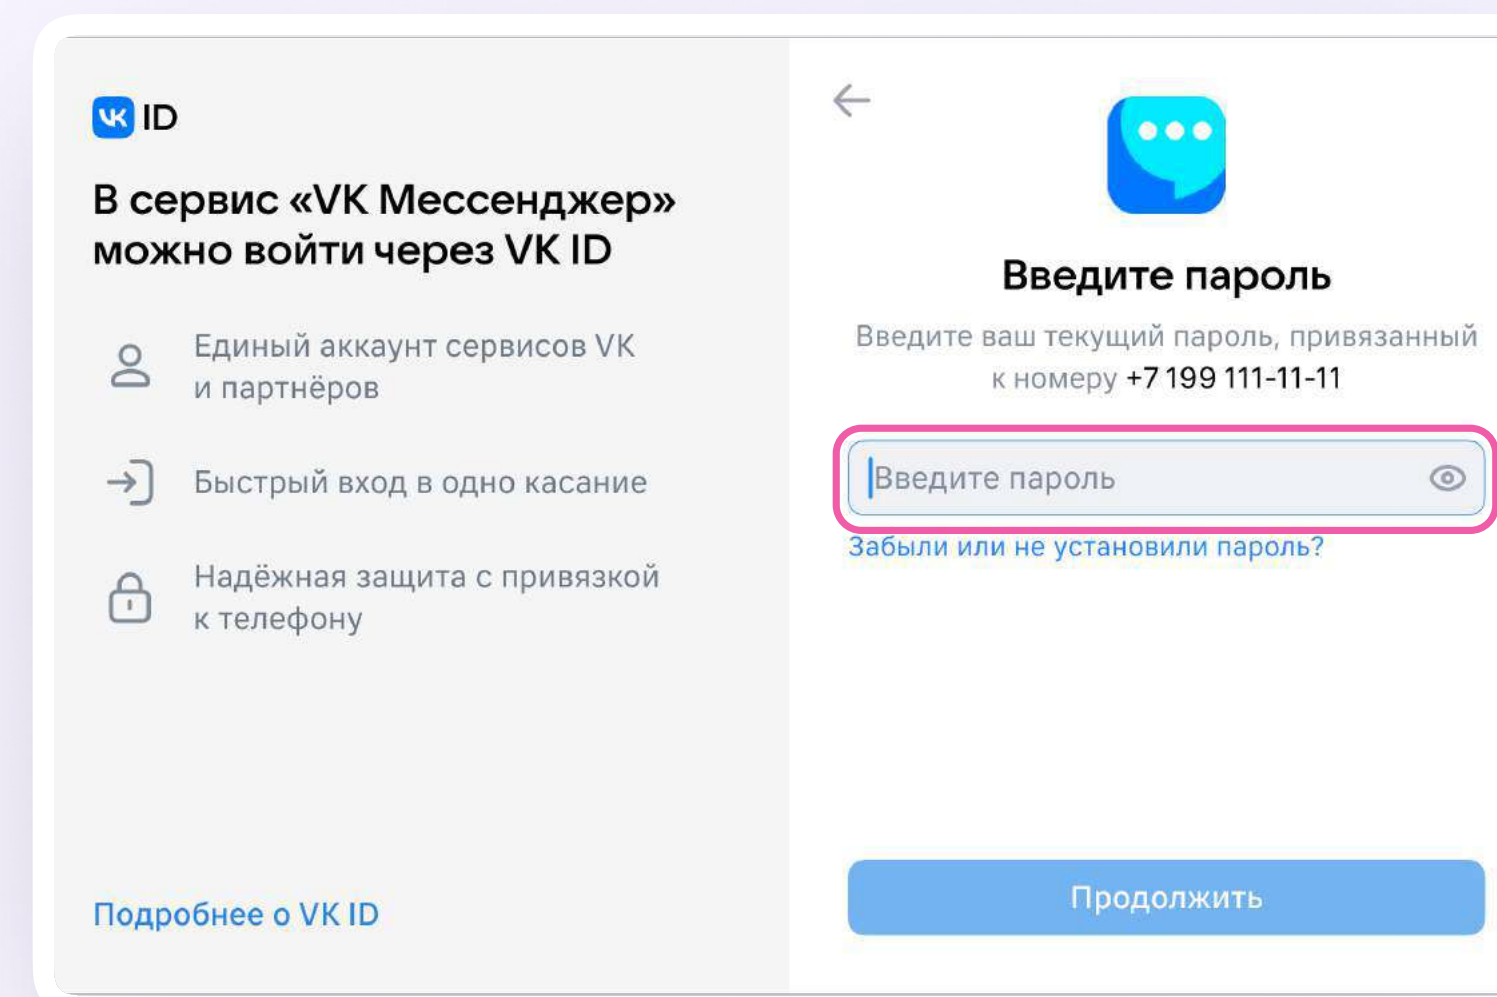 VK ID
В сервис «VK Мессенджер»
можно войти через VK ID
Единый аккаунт сервисов VK
и партнёров
Быстрый вход в одно касание
Надёжная защита с привязкой
к телефону
Подробнее о VK ID
Введите пароль
Введите ваш текущий пароль, привязанный
к номеру +7 199 111-11-11
Введите пароль
Забыли или не установили пароль?
Продолжить